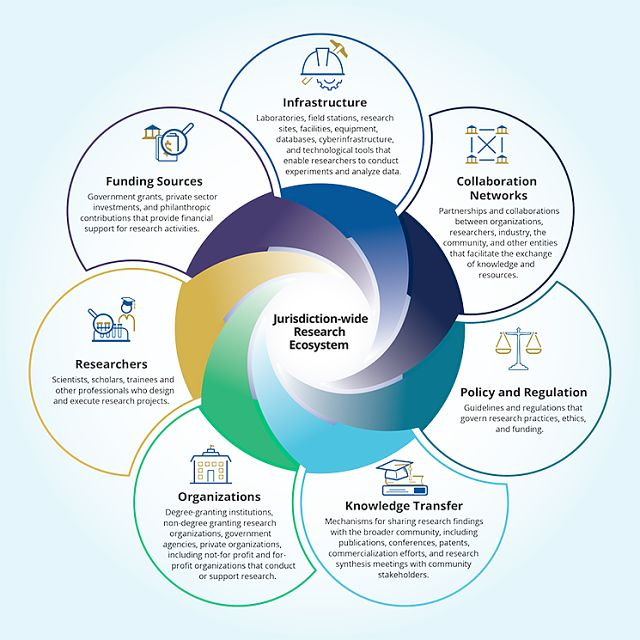 Infrastructure
Laboratories, field stations, research
sites, facilities, equipment,
databases, cyberinfrastructure,
and technological tools that
enable researchers to conduct
experiments and analyze data.
Collaboration
Networks
Partnerships and collaborations
between organizations,
researchers, industry, the
community, and other entities
that facilitate the exchange
of knowledge and
resources.
Policy and Regulation
Guidelines and regulations that
govern research practices, ethics,
and funding.
Knowledge Transfer
Mechanisms for sharing research findings
with the broader community, including
publications, conferences, patents,
commercialization efforts, and research
synthesis meetings with community
stakeholders.
Organizations
Degree-granting institutions,
non-degree granting research
organizations, government
agencies, private organizations,
including not-for profit and for-
profit organizations that conduct
or support research.
Researchers
Scientists, scholars, trainees and
other professionals who design
and execute research projects.
Funding Sources
Government grants, private sector
investments, and philanthropic
contributions that provide financial
support for research activities.
Jurisdiction-wide
Research
Ecosystem